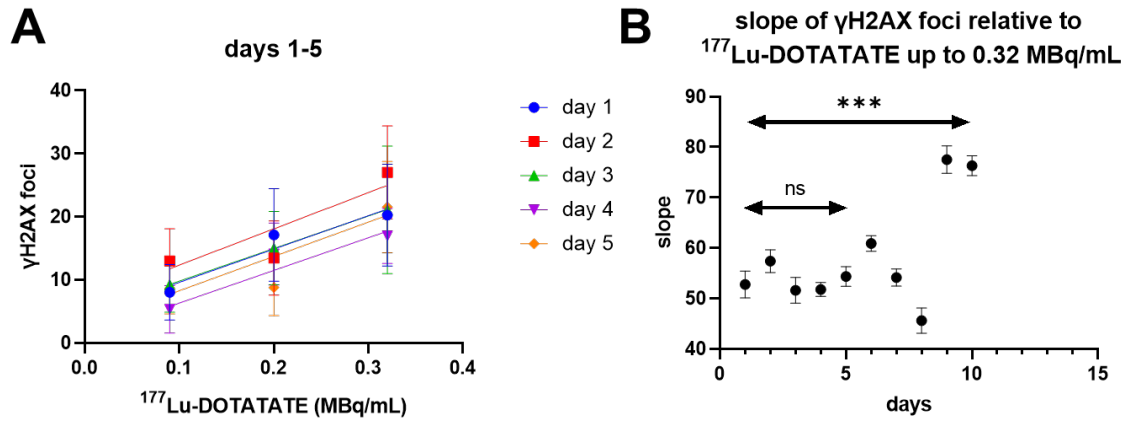 A
days 1-5
γH2AX foci
40
30
20
10
0
0.0
0.1
0.2
0.3
0.4
¹⁷⁷Lu-DOTATATE (MBq/mL)
day 1
day 2
day 3
day 4
day 5
B
slope of γH2AX foci relative to
¹⁷⁷Lu-DOTATATE up to 0.32 MBq/mL
slope
90
80
70
60
50
40
***
ns
0
5
10
15
days